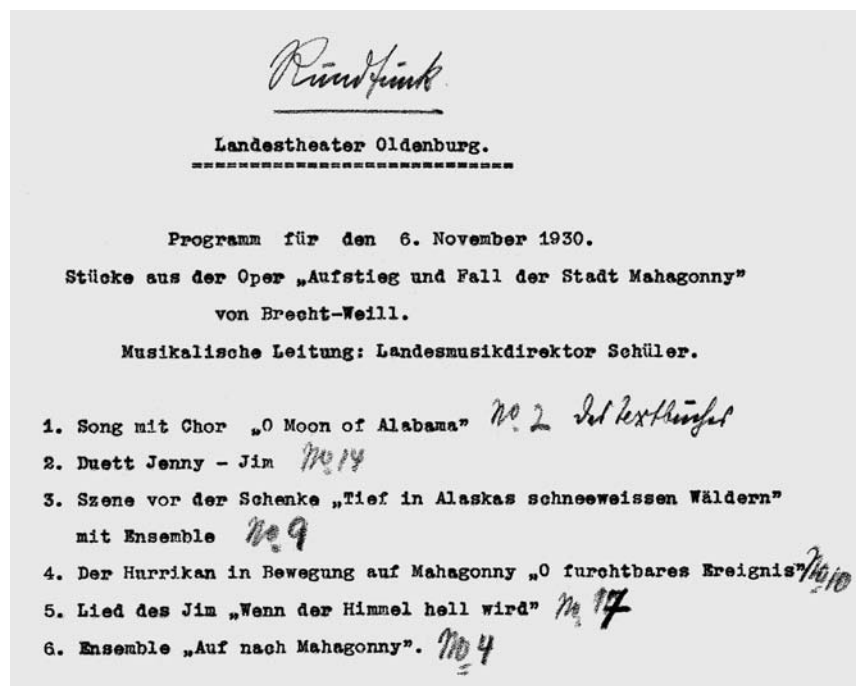 Rundfunk
Landestheater Oldenburg.
Programm für den 6. November 1930.
Stücke aus der Oper „Aufstieg und Fall der Stadt Mahagonny”
von Brecht-Weill.
Musikalische Leitung: Landesmusikdirektor Schüler.
1. Song mit Chor „O Moon of Alabama” No 2 des Textbuches
2. Duett Jenny - Jim No 14
3. Szene vor der Schenke „Tief in Alaskas schneeweissen Wäldern”
mit Ensemble No 9
4. Der Hurrikan in Bewegung auf Mahagonny „O furchtbares Ereignis” No 10
5. Lied des Jim „Wenn der Himmel hell wird” No 17
6. Ensemble „Auf nach Mahagonny”. No 4